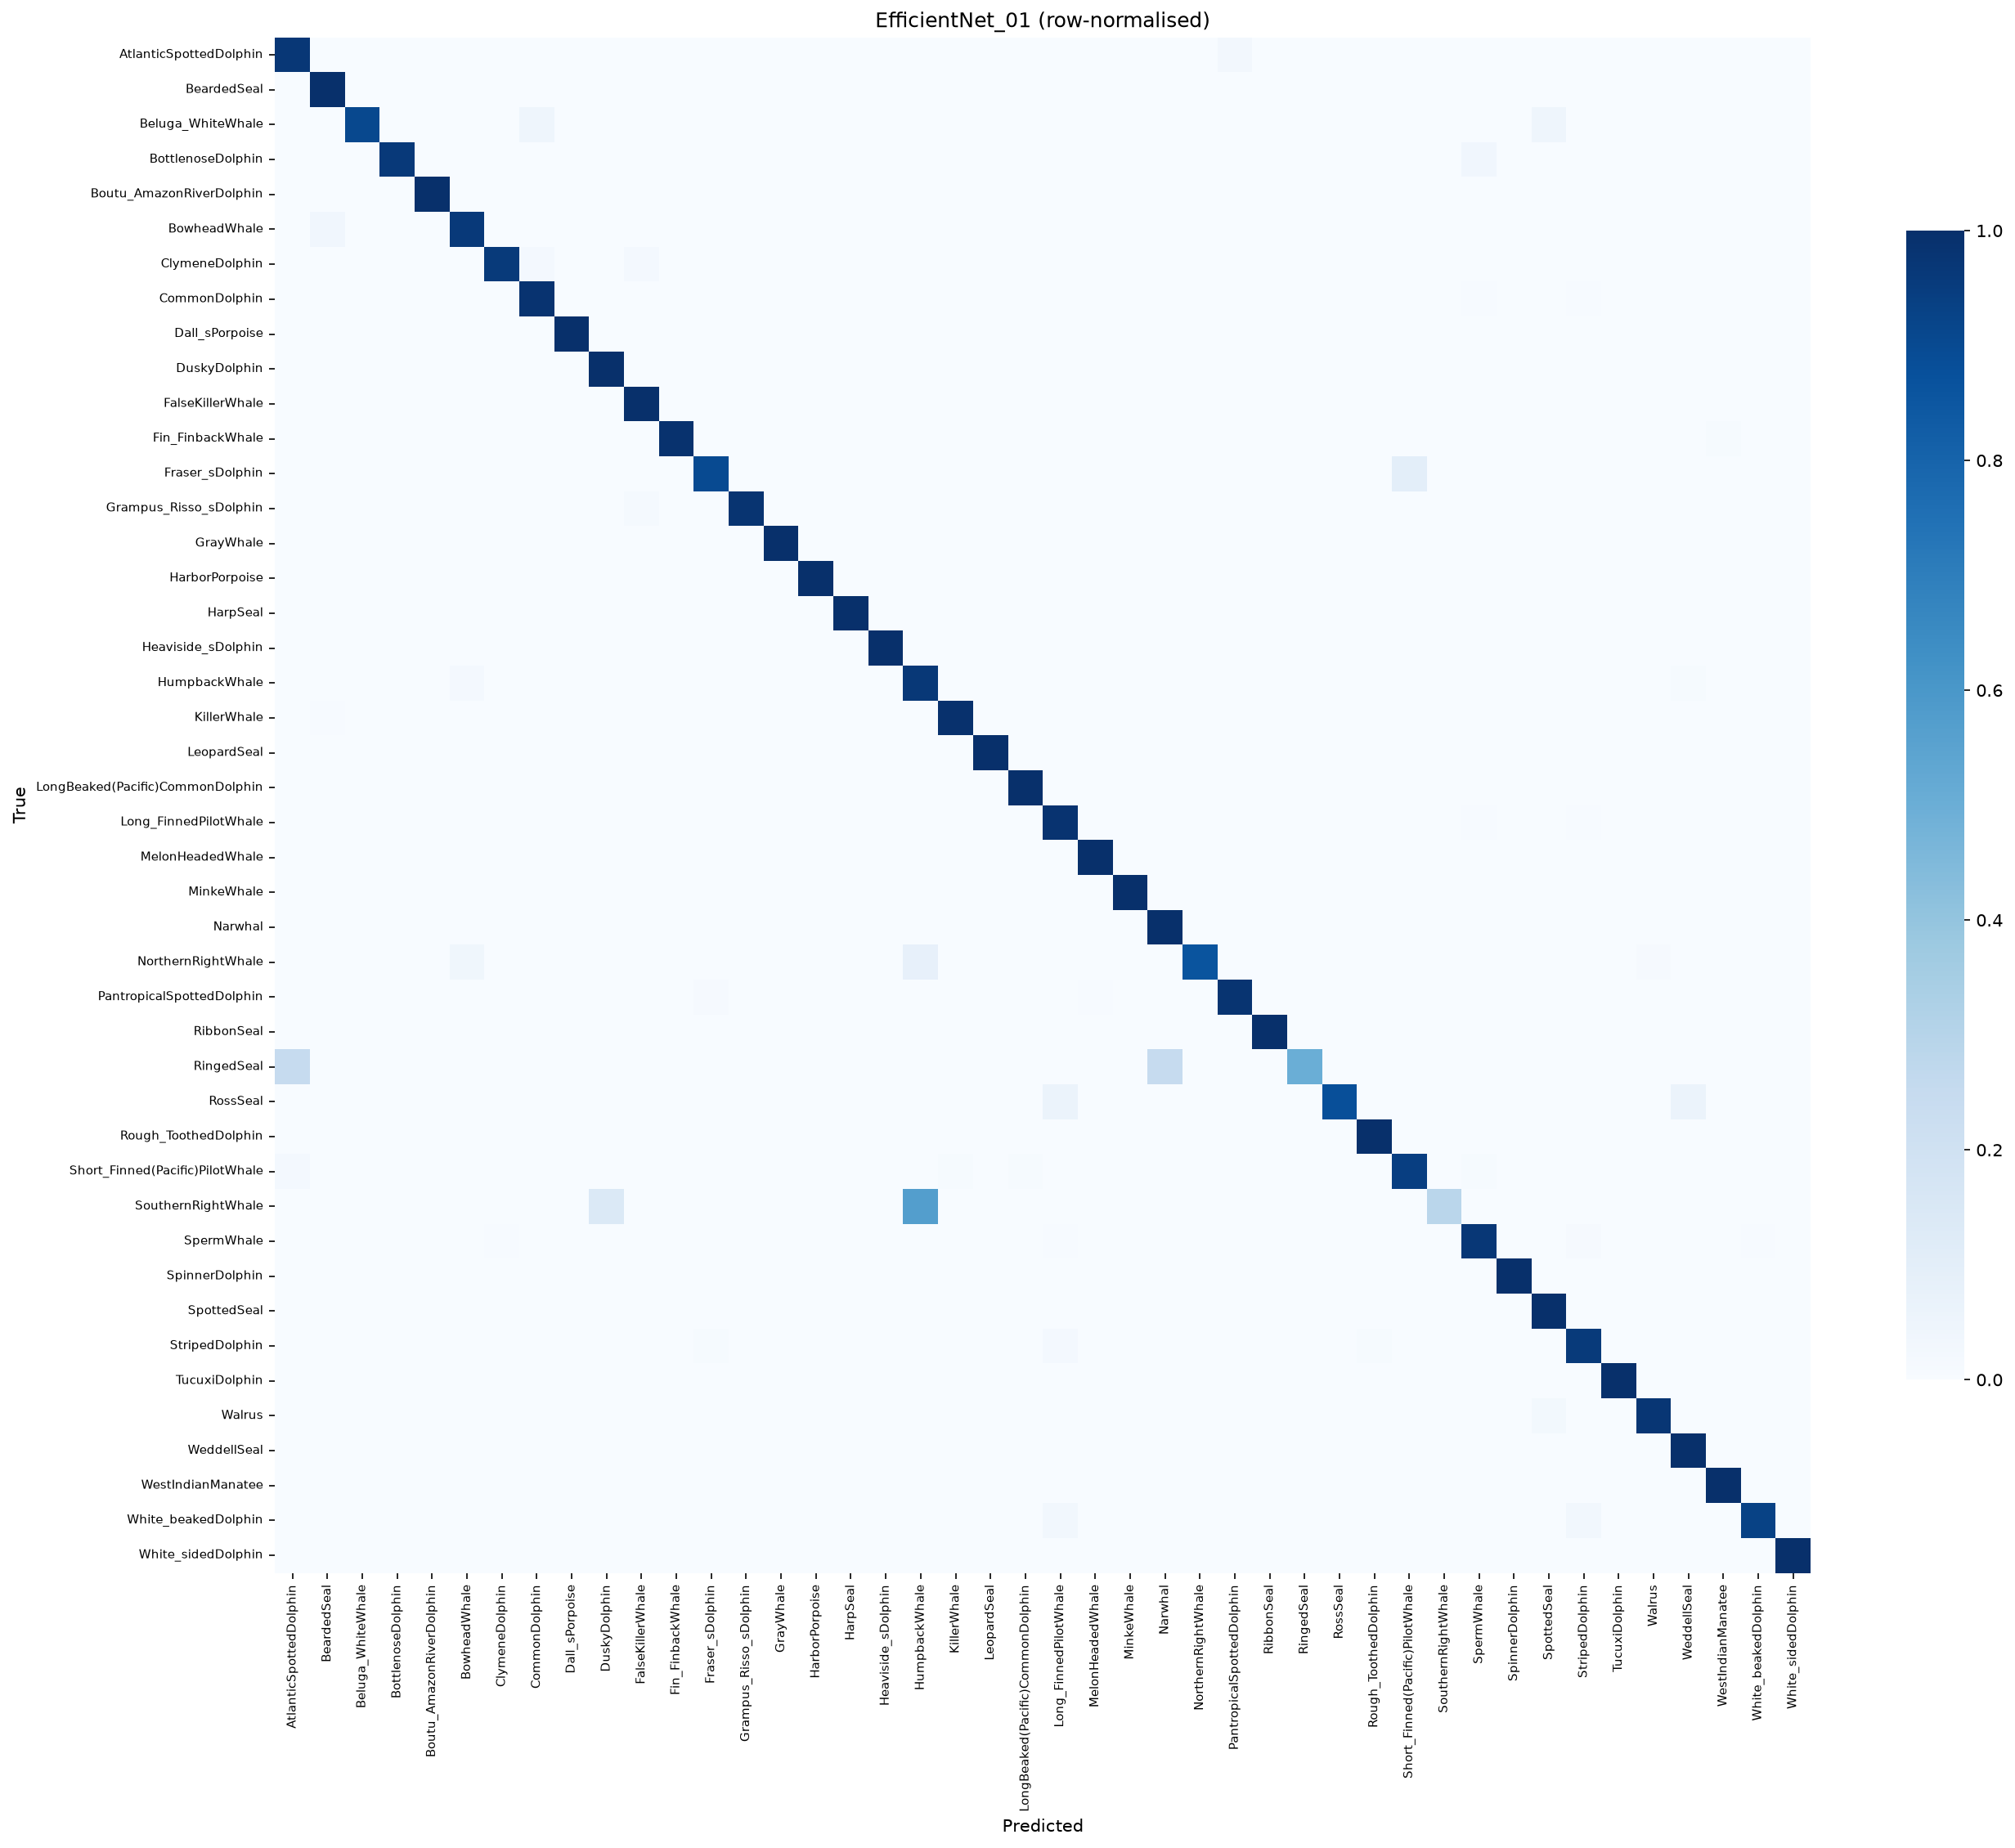 EfficientNet_01 (row-normalised)
True
AtlanticSpottedDolphin
BeardedSeal
Beluga_WhiteWhale
BottlenoseDolphin
Boutu_AmazonRiverDolphin
BowheadWhale
ClymeneDolphin
CommonDolphin
Dall_sPorpoise
DuskyDolphin
FalseKillerWhale
Fin_FinbackWhale
Fraser_sDolphin
Grampus_Risso_sDolphin
GrayWhale
HarborPorpoise
HarpSeal
Heaviside_sDolphin
HumpbackWhale
KillerWhale
LeopardSeal
LongBeaked(Pacific)CommonDolphin
Long_FinnedPilotWhale
MelonHeadedWhale
MinkeWhale
Narwhal
NorthernRightWhale
PantropicalSpottedDolphin
RibbonSeal
RingedSeal
RossSeal
Rough_ToothedDolphin
Short_Finned(Pacific)PilotWhale
SouthernRightWhale
SpermWhale
SpinnerDolphin
SpottedSeal
StripedDolphin
TucuxiDolphin
Walrus
WeddellSeal
WestIndianManatee
White_beakedDolphin
White_sidedDolphin
AtlanticSpottedDolphin
BeardedSeal
Beluga_WhiteWhale
BottlenoseDolphin
Boutu_AmazonRiverDolphin
BowheadWhale
ClymeneDolphin
CommonDolphin
Dall_sPorpoise
DuskyDolphin
FalseKillerWhale
Fin_FinbackWhale
Fraser_sDolphin
Grampus_Risso_sDolphin
GrayWhale
HarborPorpoise
HarpSeal
Heaviside_sDolphin
HumpbackWhale
KillerWhale
LeopardSeal
LongBeaked(Pacific)CommonDolphin
Long_FinnedPilotWhale
MelonHeadedWhale
MinkeWhale
Narwhal
NorthernRightWhale
PantropicalSpottedDolphin
RibbonSeal
RingedSeal
RossSeal
Rough_ToothedDolphin
Short_Finned(Pacific)PilotWhale
SouthernRightWhale
SpermWhale
SpinnerDolphin
SpottedSeal
StripedDolphin
TucuxiDolphin
Walrus
WeddellSeal
WestIndianManatee
White_beakedDolphin
White_sidedDolphin
Predicted
1.0
0.8
0.6
0.4
0.2
0.0